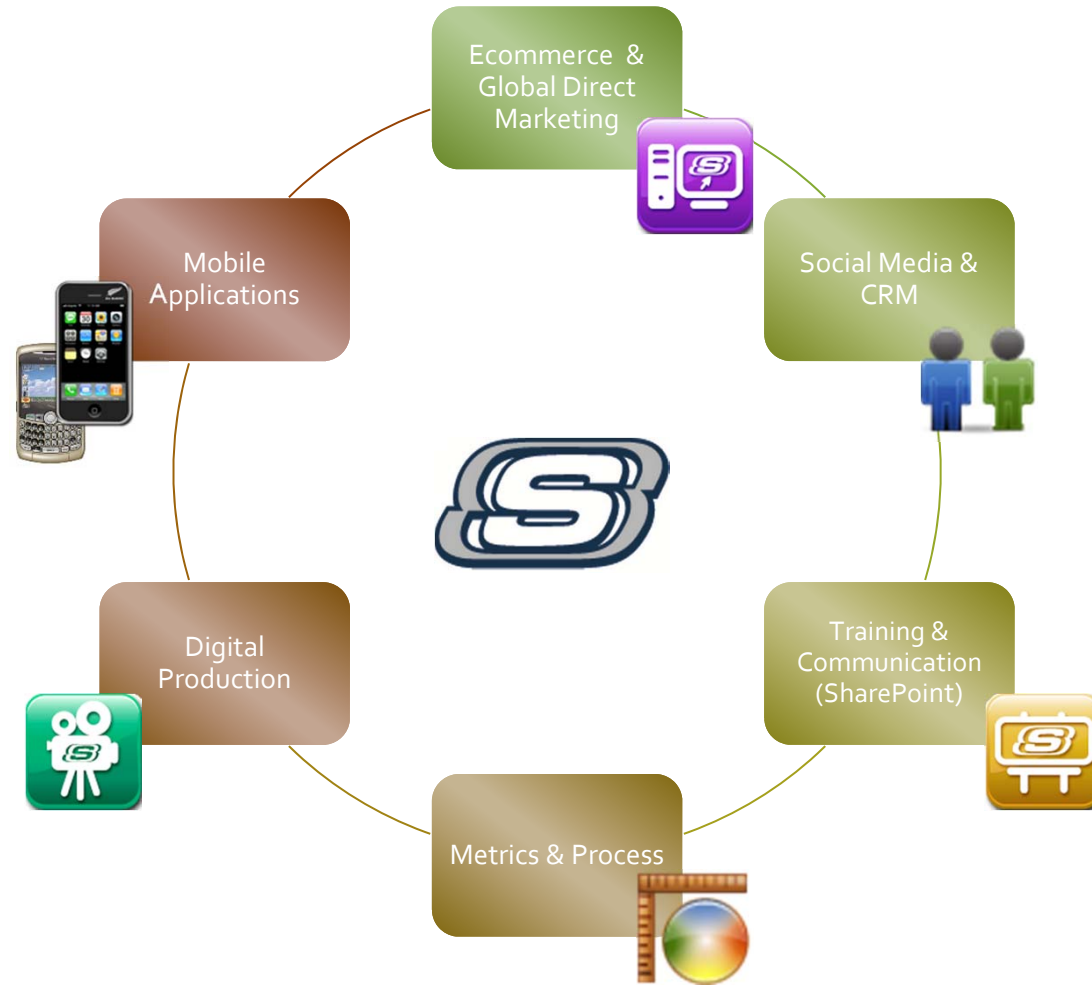 Ecommerce &
Global Direct
Marketing
Social Media &
CRM
Training &
Communication
(SharePoint)
Metrics & Process
Digital
Production
Mobile
Applications
S